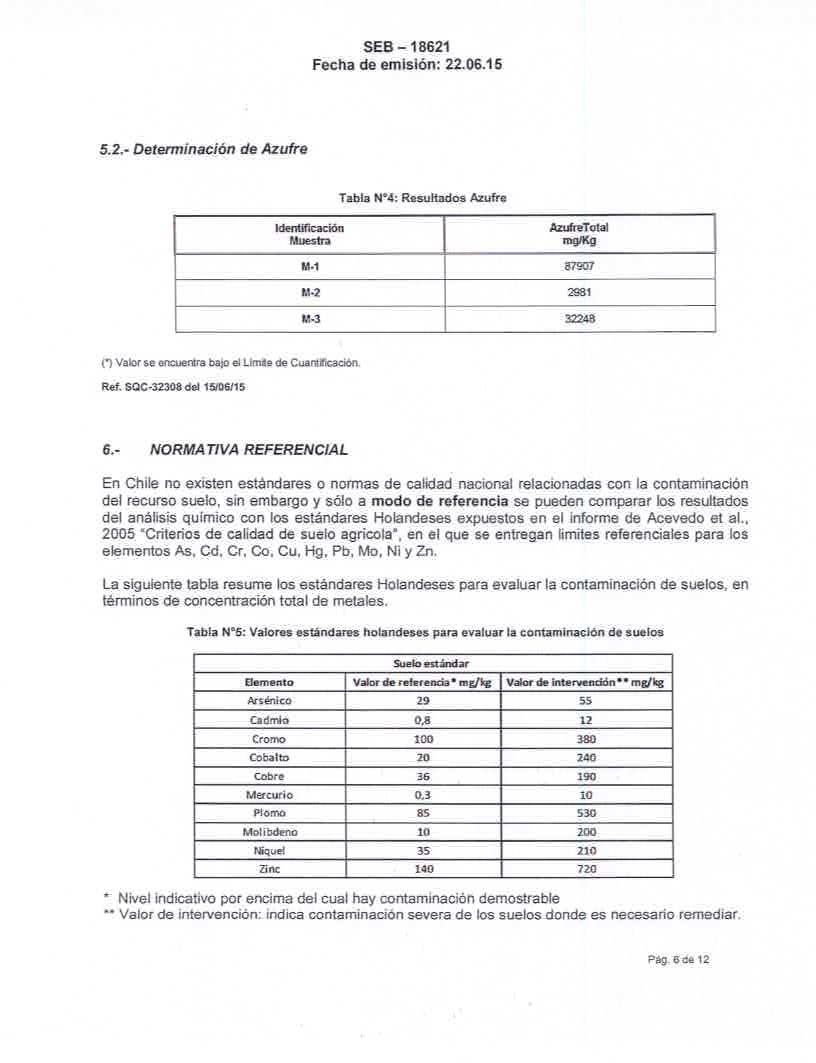 SEB – 18621
Fecha de emisión: 22.06.15
5.2.- Determinación de Azufre
Tabla N°4: Resultados Azufre
Identificación Muestra AzufreTotal mg/Kg
M-1 87907
M-2 2981
M-3 32248
(*) Valor se encuentra bajo el Límite de Cuantificación.
Ref. SQC-32308 del 15/06/15
6.- NORMATIVA REFERENCIAL
En Chile no existen estándares o normas de calidad nacional relacionadas con la contaminación
del recurso suelo, sin embargo y sólo a modo de referencia se pueden comparar los resultados
del análisis químico con los estándares Holandeses expuestos en el informe de Acevedo et al.,
2005 "Criterios de calidad de suelo agrícola", en el que se entregan limites referenciales para los
elementos As, Cd, Cr, Co, Cu, Hg, Pb, Mo, Ni y Zn.
La siguiente tabla resume los estándares Holandeses para evaluar la contaminación de suelos, en
términos de concentración total de metales.
Tabla N°5: Valores estándares holandeses para evaluar la contaminación de suelos
Suelo estándar
Elemento Valor de referencia* mg/kg Valor de intervención** mg/kg
Arsénico 29 55
Cadmio 0,8 12
Cromo 100 380
Cobalto 20 240
Cobre 36 190
Mercurio 0,3 10
Plomo 85 530
Molibdeno 10 200
Níquel 35 210
Zinc 140 720
* Nivel indicativo por encima del cual hay contaminación demostrable
** Valor de intervención: indica contaminación severa de los suelos donde es necesario remediar.
Pág. 6 de 12